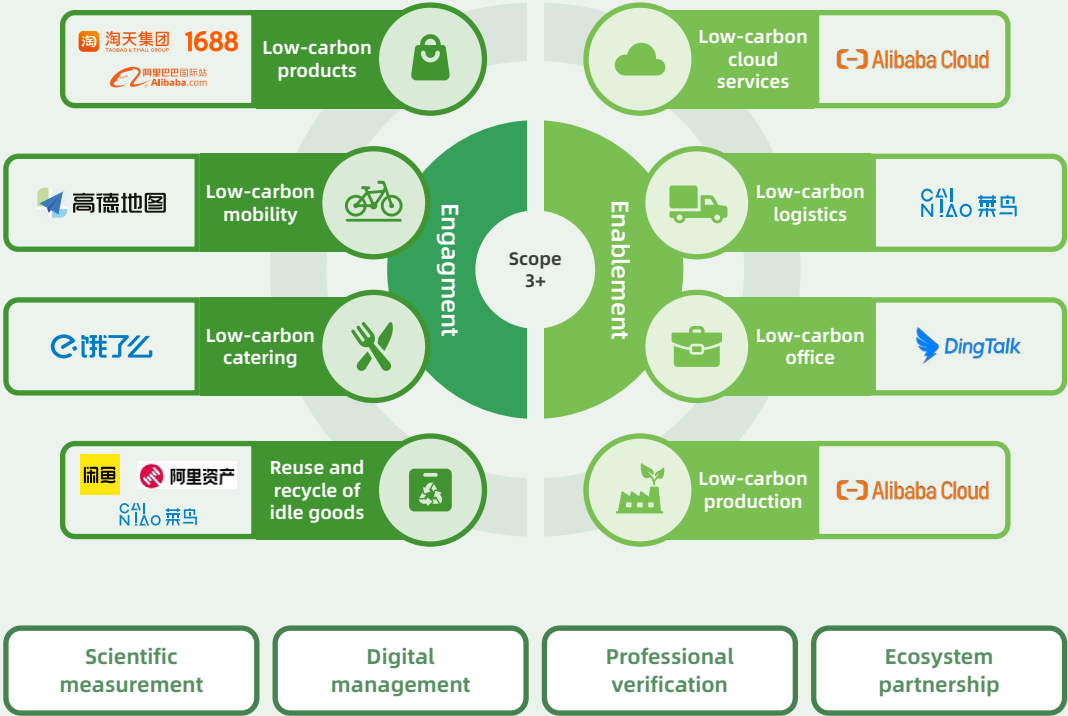 淘 淘天集团
TAOBAO & TMALL GROUP
1688
阿里巴巴国际站
Alibaba.com
Low-carbon
products
Low-carbon
cloud
services
Alibaba Cloud
高德地图
Low-carbon
mobility
Low-carbon
logistics
CAI
NIAO 菜鸟
Engagment
Scope
3+
Enablement
饿了么
Low-carbon
catering
Low-carbon
office
DingTalk
闲鱼
阿里资产
CAI
NIAO 菜鸟
Reuse and
recycle of
idle goods
Low-carbon
production
Alibaba Cloud
Scientific
measurement
Digital
management
Professional
verification
Ecosystem
partnership